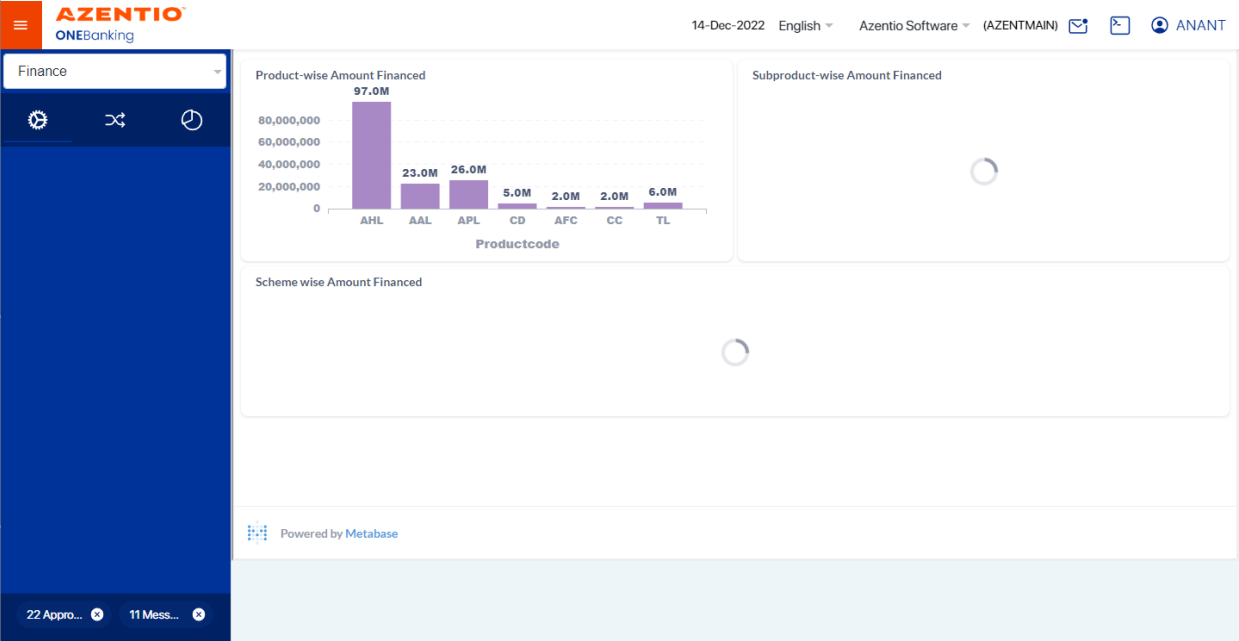 AZENTIO
ONEBanking
14-Dec-2022 English Azentio Software (AZENTMAIN) ANANT
Finance
Product-wise Amount Financed
97.0M
80,000,000
60,000,000
40,000,000
20,000,000
0
23.0M
26.0M
5.0M
2.0M
2.0M
6.0M
AHL AAL APL CD AFC CC TL
Productcode
Subproduct-wise Amount Financed
Scheme wise Amount Financed
Powered by Metabase
22 Appro... 11 Mess...